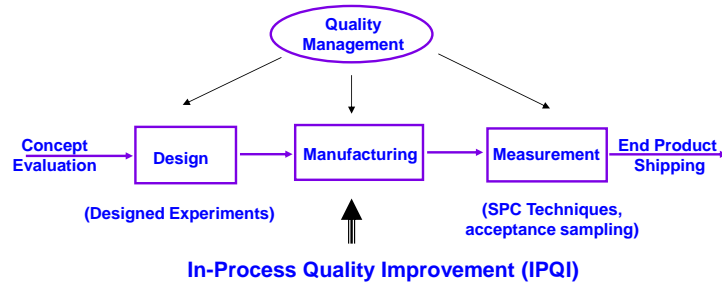 Quality
Management
Concept
Evaluation
Design
Manufacturing
Measurement
End Product
Shipping
(Designed Experiments)
(SPC Techniques,
acceptance sampling)
In-Process Quality Improvement (IPQI)